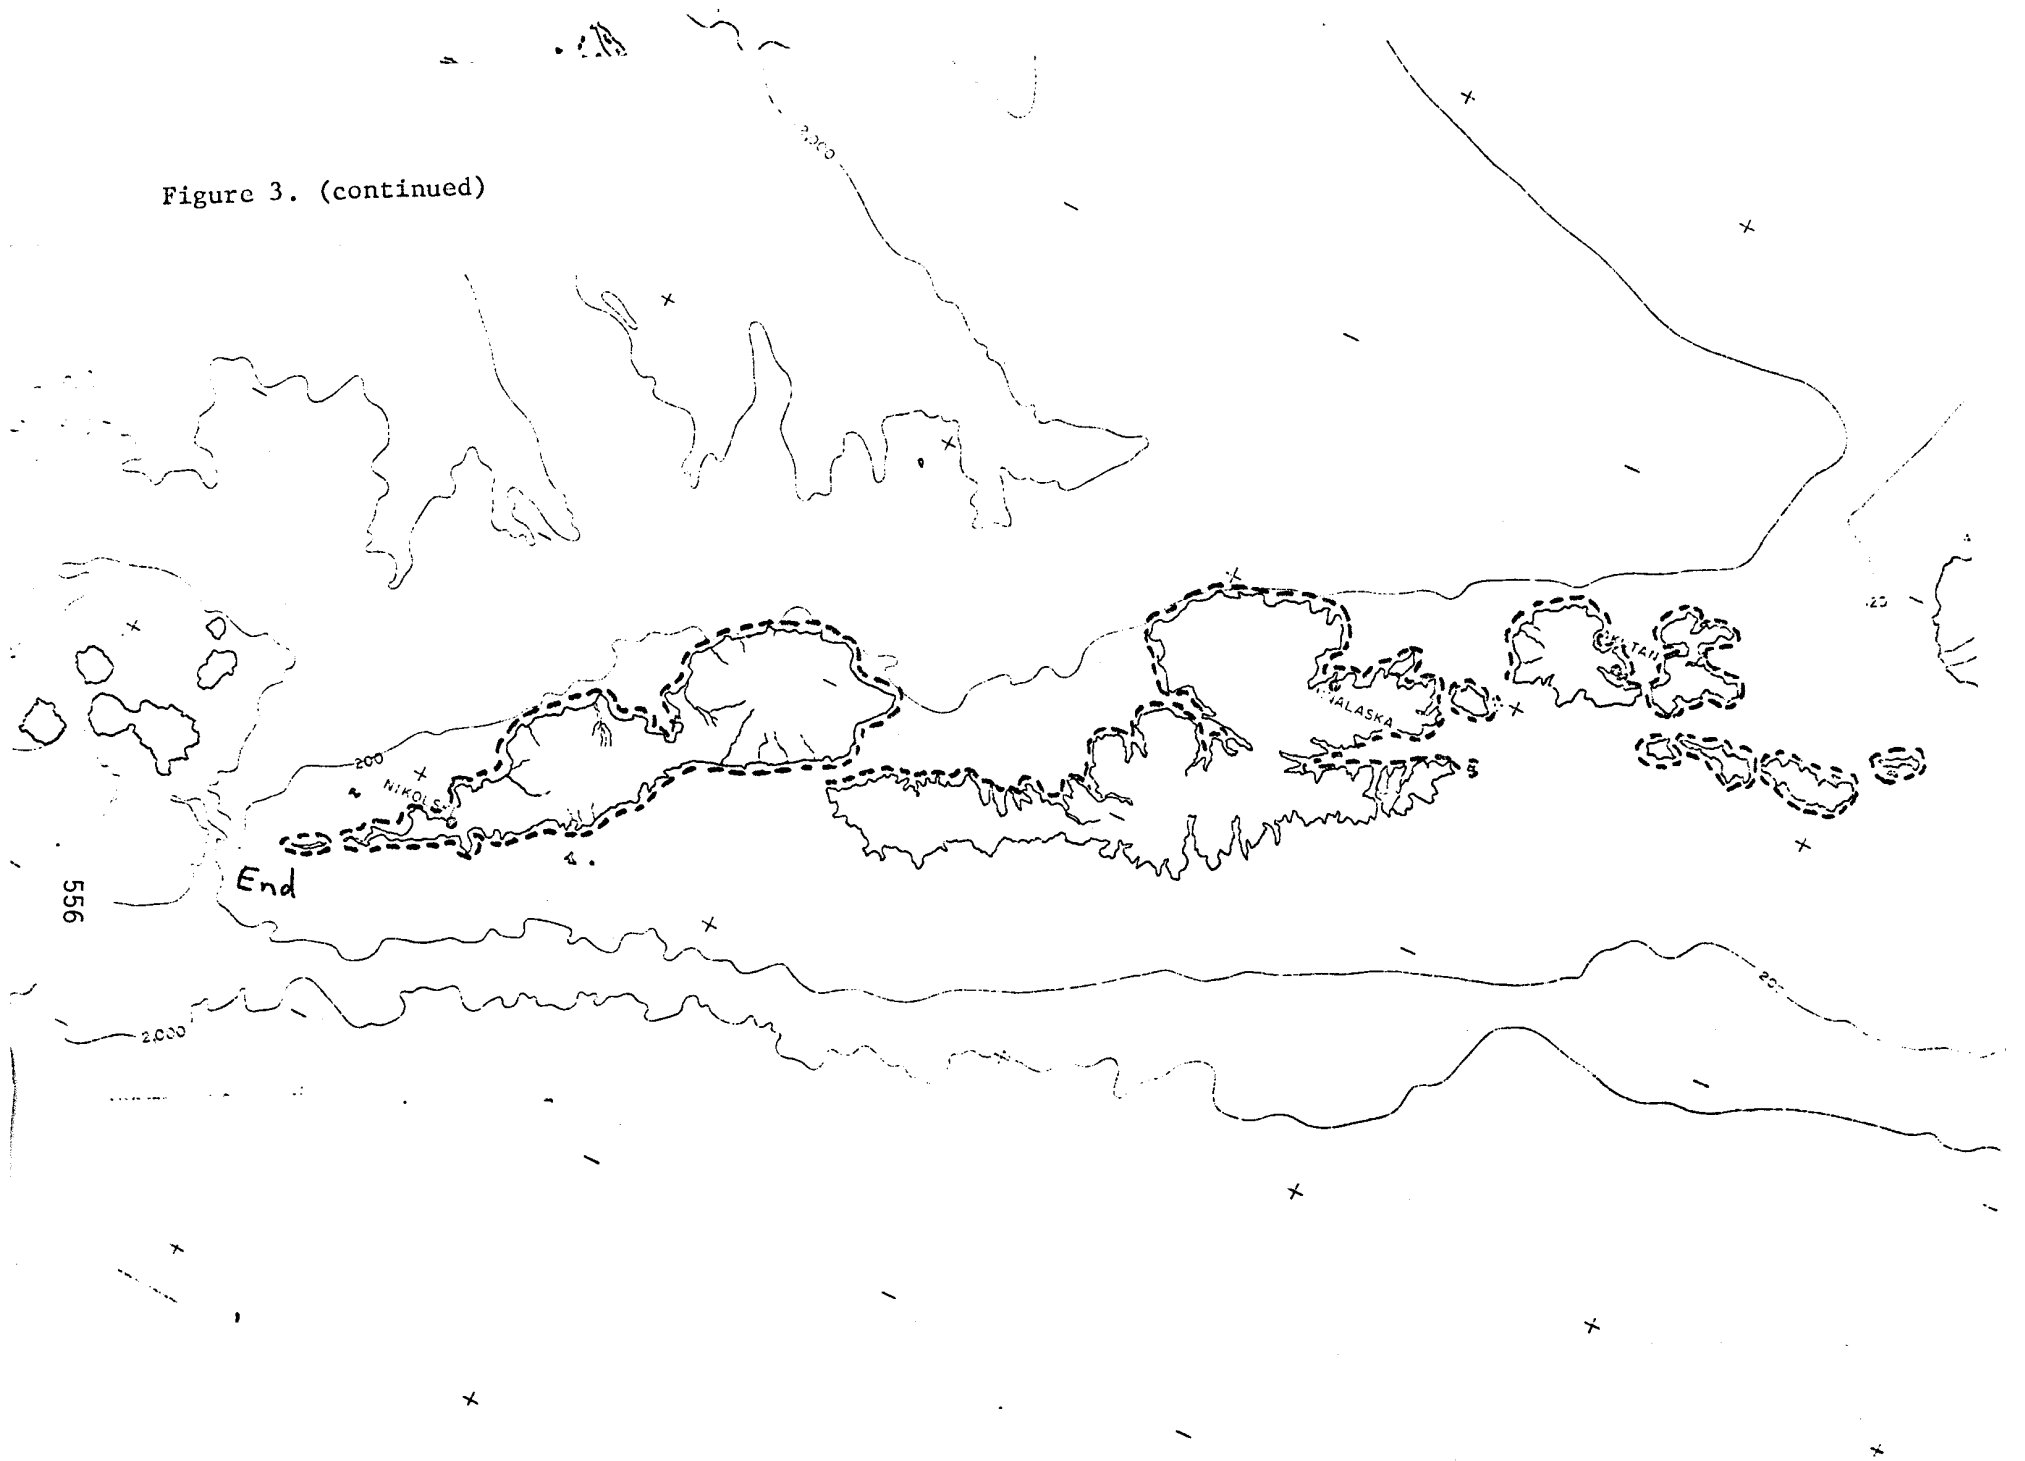 2,000
Figure 3. (continued)
UNALASKA
200
NIKOLS
End
556
2,000